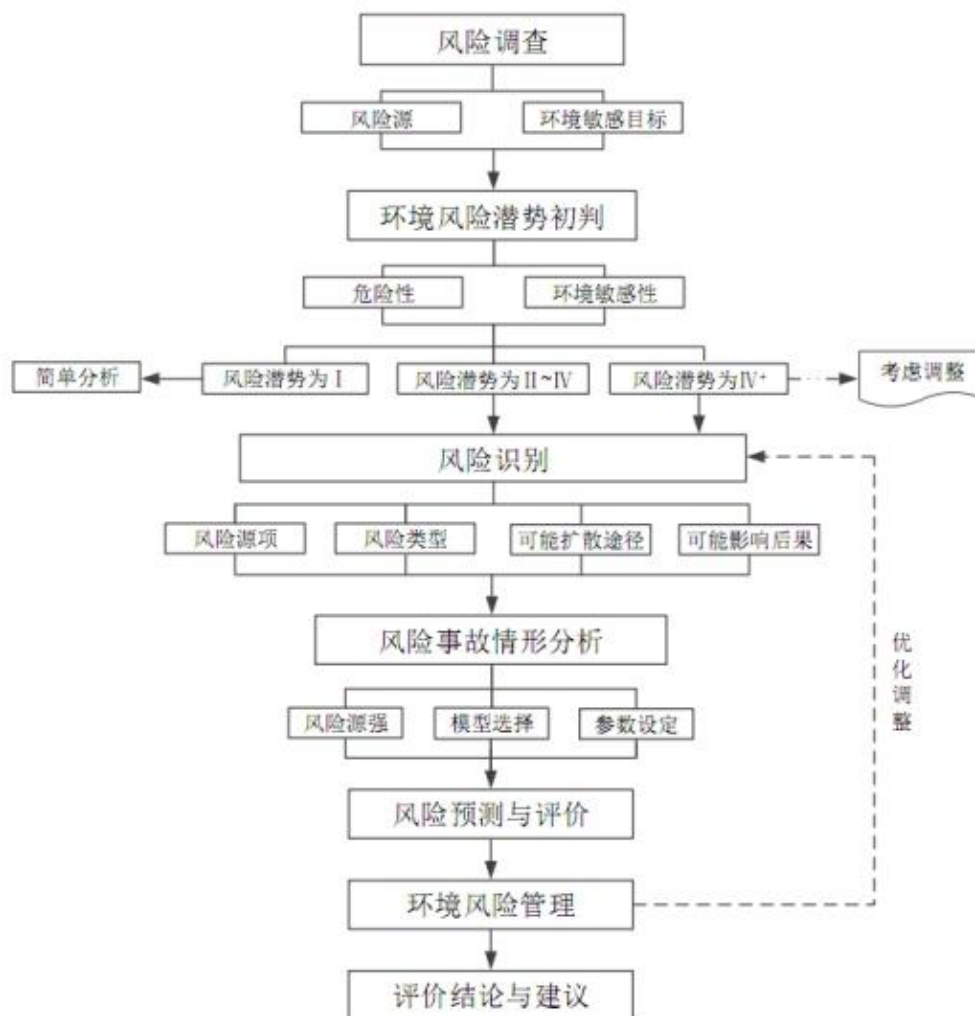 风险调查
风险源
环境敏感目标
环境风险潜势初判
危险性
环境敏感性
简单分析
风险潜势为Ⅰ
风险潜势为II~IV
风险潜势为IV⁺
考虑调整
风险识别
风险源项
风险类型
可能扩散途径
可能影响后果
风险事故情形分析
优化调整
风险源强
模型选择
参数设定
风险预测与评价
环境风险管理
评价结论与建议